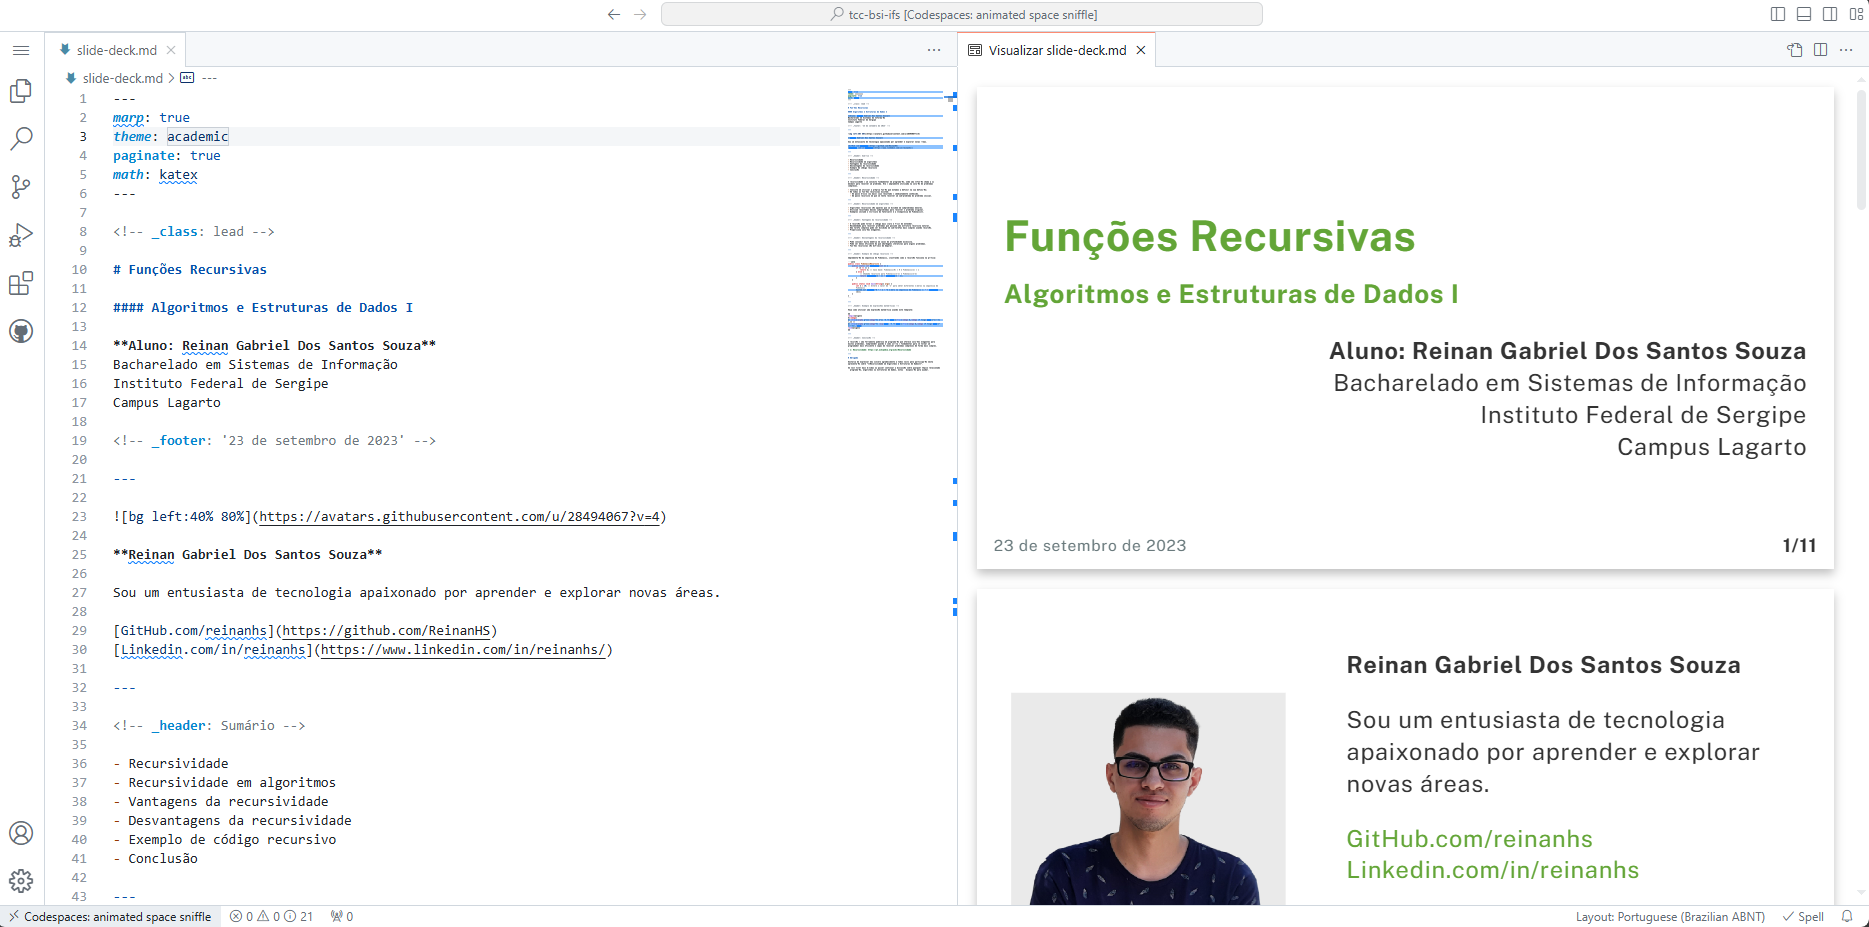 tcc-bsi-ifs [Codespaces: animated space sniffle]
slide-deck.md
slide-deck.md > abc ---
1 ---
2 marp: true
3 theme: academic
4 paginate: true
5 math: katex
6 ---
7
8 <!-- _class: lead -->
9
10 # Funções Recursivas
11
12 #### Algoritmos e Estruturas de Dados I
13
14 **Aluno: Reinan Gabriel Dos Santos Souza**
15 Bacharelado em Sistemas de Informação
16 Instituto Federal de Sergipe
17 Campus Lagarto
18
19 <!-- _footer: '23 de setembro de 2023' -->
20
21 ---
22
23 ![bg left:40% 80%](https://avatars.githubusercontent.com/u/28494067?v=4)
24
25 **Reinan Gabriel Dos Santos Souza**
26
27 Sou um entusiasta de tecnologia apaixonado por aprender e explorar novas áreas.
28
29 [GitHub.com/reinanhs](https://github.com/ReinanHS)
30 [Linkedin.com/in/reinanhs](https://www.linkedin.com/in/reinanhs/)
31
32 ---
33
34 <!-- _header: Sumário -->
35
36 - Recursividade
37 - Recursividade em algoritmos
38 - Vantagens da recursividade
39 - Desvantagens da recursividade
40 - Exemplo de código recursivo
41 - Conclusão
42
43 ---
Visualizar slide-deck.md
Funções Recursivas
Algoritmos e Estruturas de Dados I
Aluno: Reinan Gabriel Dos Santos Souza
Bacharelado em Sistemas de Informação
Instituto Federal de Sergipe
Campus Lagarto
23 de setembro de 2023
1/11
Reinan Gabriel Dos Santos Souza
Sou um entusiasta de tecnologia
apaixonado por aprender e explorar
novas áreas.
GitHub.com/reinanhs
Linkedin.com/in/reinanhs
Codespaces: animated space sniffle 0 0 21 0
Layout: Portuguese (Brazilian ABNT) Spell